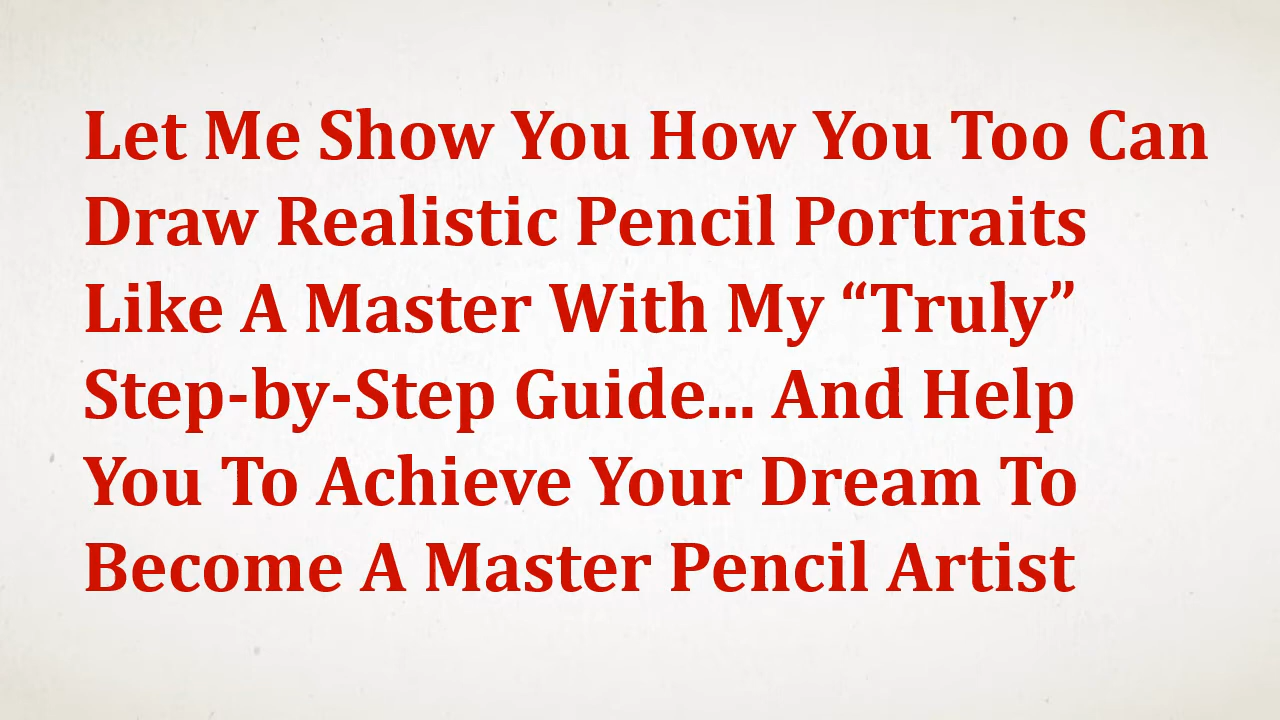 Let Me Show You How You Too Can
Draw Realistic Pencil Portraits
Like A Master With My “Truly”
Step-by-Step Guide... And Help
You To Achieve Your Dream To
Become A Master Pencil Artist